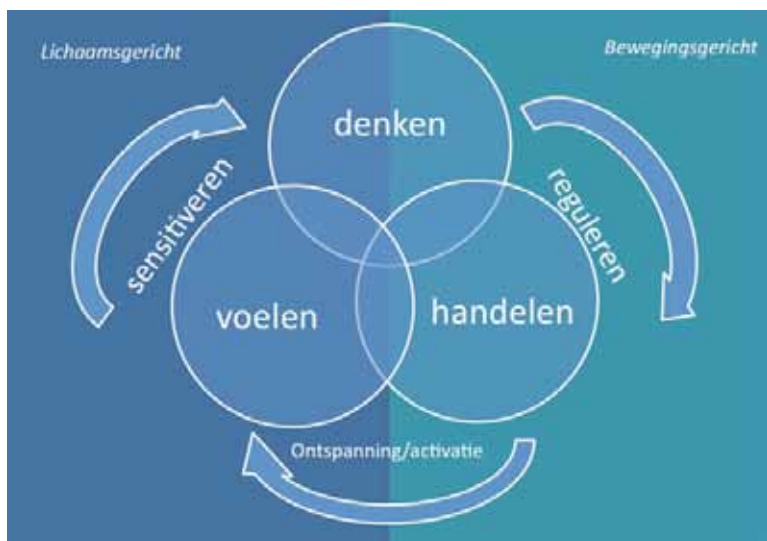 Lichaamsgericht
Bewegingsgericht
denken
sensitiveren
reguleren
voelen
handelen
Ontspanning/activatie